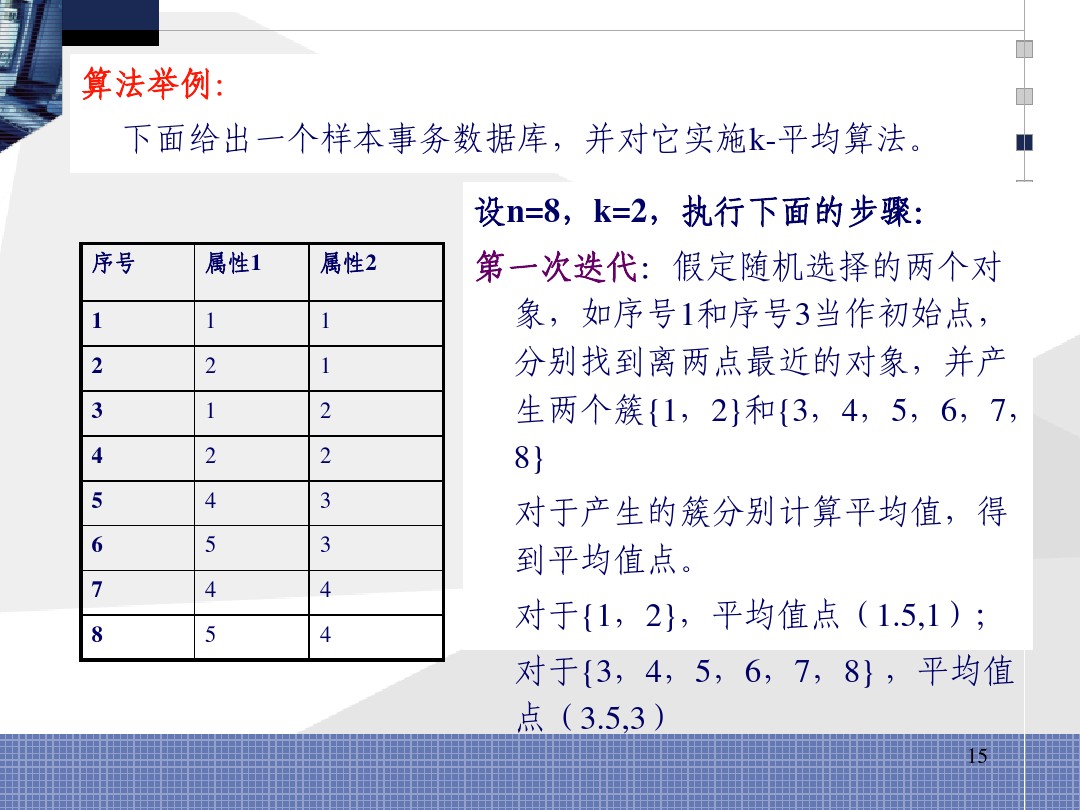 算法举例：
下面给出一个样本事务数据库，并对它实施k-平均算法。
设n=8，k=2，执行下面的步骤：
序号 属性1 属性2
1 1 1
2 2 1
3 1 2
4 2 2
5 4 3
6 5 3
7 4 4
8 5 4
第一次迭代：假定随机选择的两个对
象，如序号1和序号3当作初始点，
分别找到离两点最近的对象，并产
生两个簇{1，2}和{3，4，5，6，7，
8}
对于产生的簇分别计算平均值，得
到平均值点。
对于{1，2}，平均值点（1.5,1）；
对于{3，4，5，6，7，8}，平均值
点（3.5,3）
15